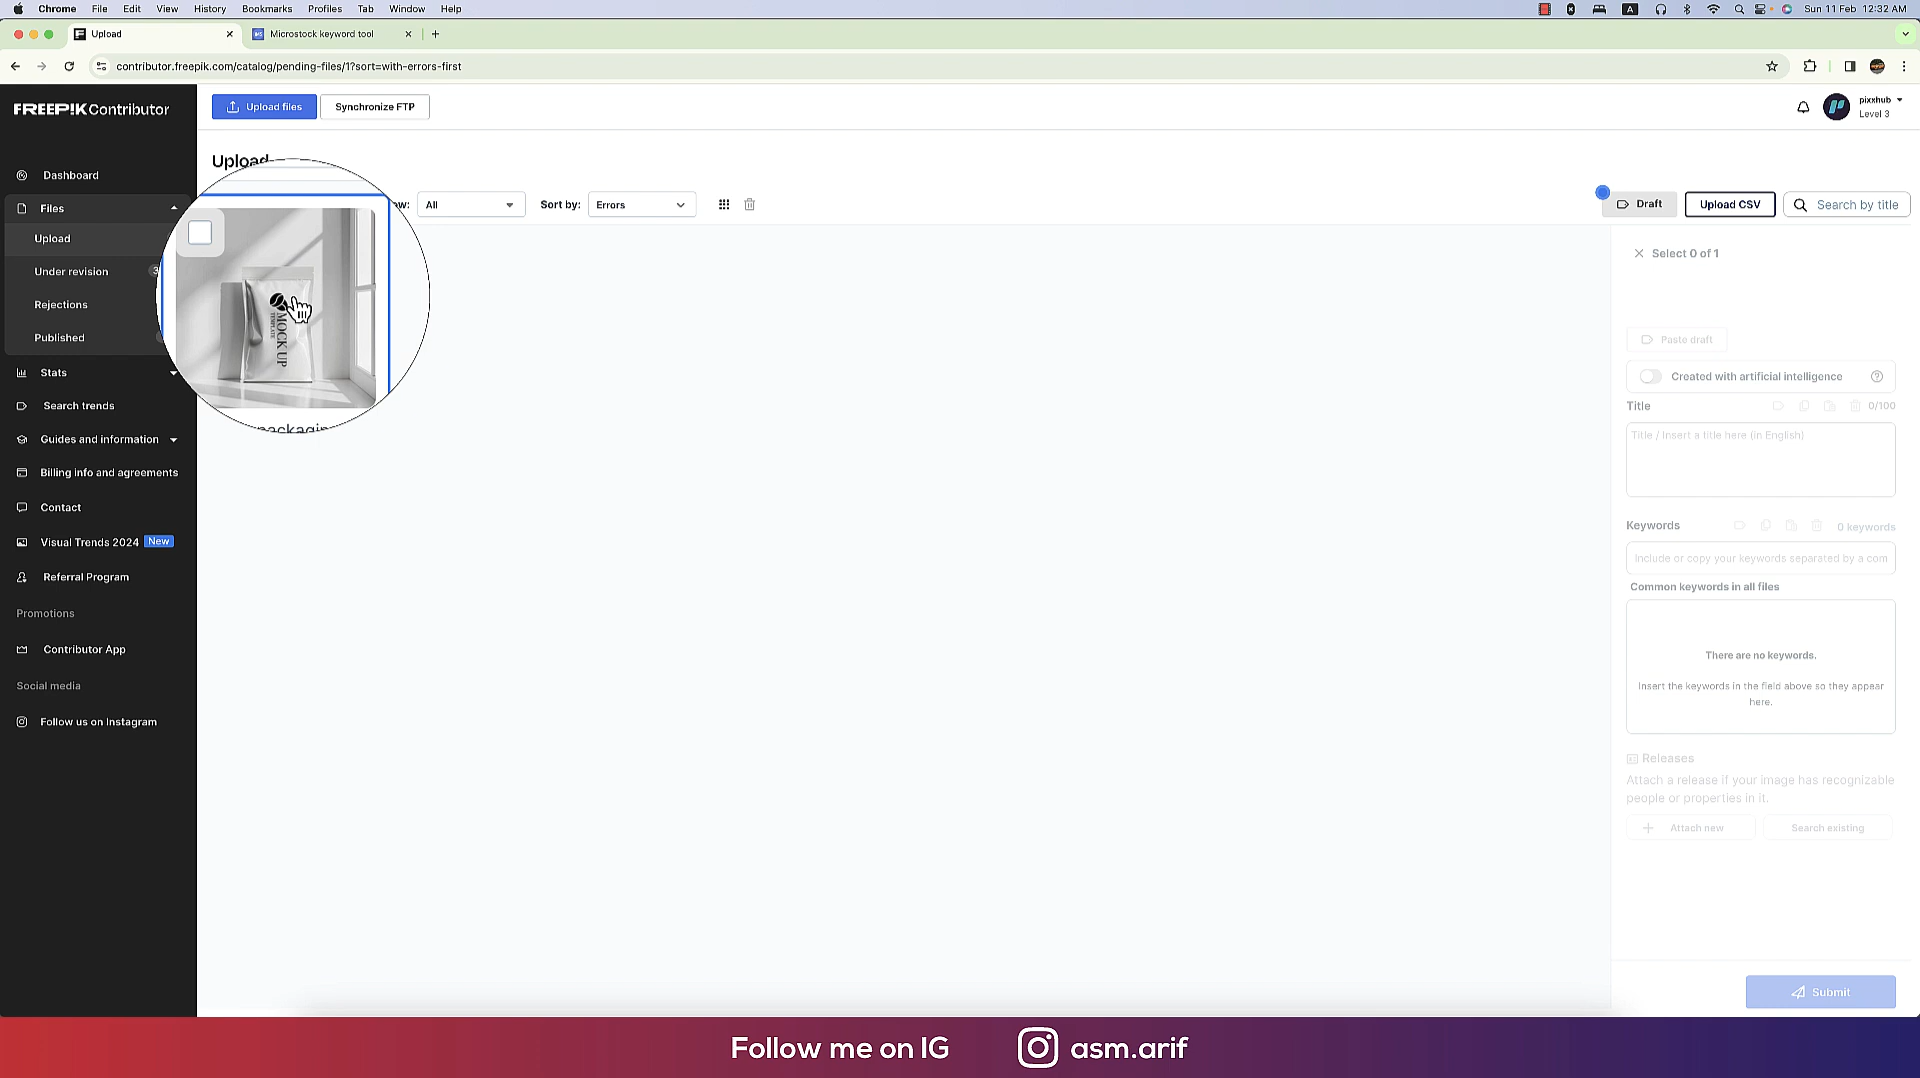 Chrome File Edit View History Bookmarks Profiles Tab Window Help A Sun 11 Feb 12:32 AM
Upload Microstock keyword tool
contributor.freepik.com/catalog/pending-files/1?sort=with-errors-first
FREEP!K Contributor
Upload files Synchronize FTP
pixxhub
Level 3
Upload
ow: All Sort by: Errors
Draft Upload CSV Search by title
Dashboard
Files
Upload
Under revision 3
Rejections
Published
Stats
Search trends
Guides and information
Billing info and agreements
Contact
Visual Trends 2024 New
Referral Program
Promotions
Contributor App
Social media
Follow us on Instagram
MOCKUP
TEMPLATE
packagin
Select 0 of 1
Paste draft
Created with artificial intelligence
Title 0/100
Title / Insert a title here (in English)
Keywords 0 keywords
Include or copy your keywords separated by a com
Common keywords in all files
There are no keywords.
Insert the keywords in the field above so they appear
here.
Releases
Attach a release if your image has recognizable
people or properties in it.
Attach new Search existing
Submit
Follow me on IG asm.arif